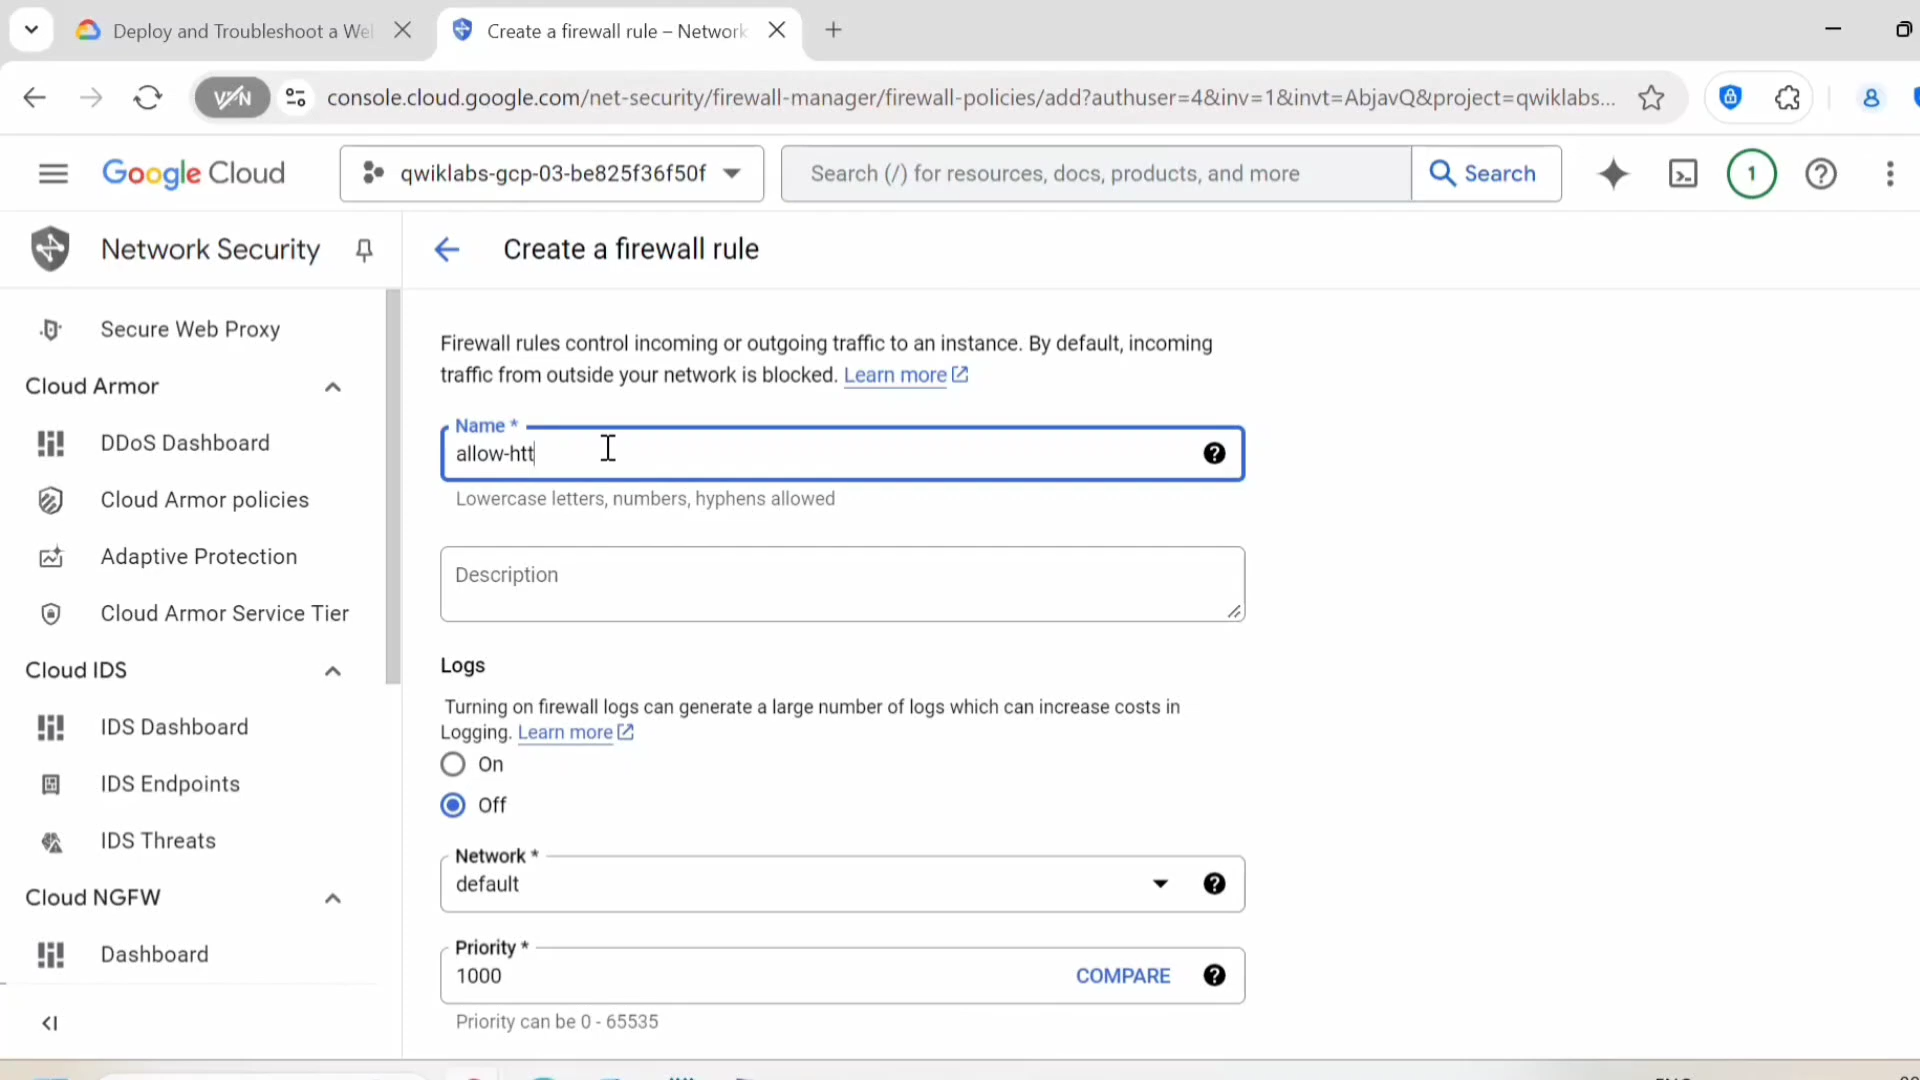 Deploy and Troubleshoot a We
Create a firewall rule – Network
VPN
console.cloud.google.com/net-security/firewall-manager/firewall-policies/add?authuser=4&inv=1&invt=AbjavQ&project=qwiklabs...
Google Cloud
qwiklabs-gcp-03-be825f36f50f
Search (/) for resources, docs, products, and more
Search
1
Network Security
Create a firewall rule
Secure Web Proxy
Cloud Armor
DDoS Dashboard
Cloud Armor policies
Adaptive Protection
Cloud Armor Service Tier
Cloud IDS
IDS Dashboard
IDS Endpoints
IDS Threats
Cloud NGFW
Dashboard
Firewall rules control incoming or outgoing traffic to an instance. By default, incoming
traffic from outside your network is blocked. Learn more
Name *
allow-htt
Lowercase letters, numbers, hyphens allowed
Description
Logs
Turning on firewall logs can generate a large number of logs which can increase costs in
Logging. Learn more
On
Off
Network *
default
Priority *
1000
COMPARE
Priority can be 0 - 65535